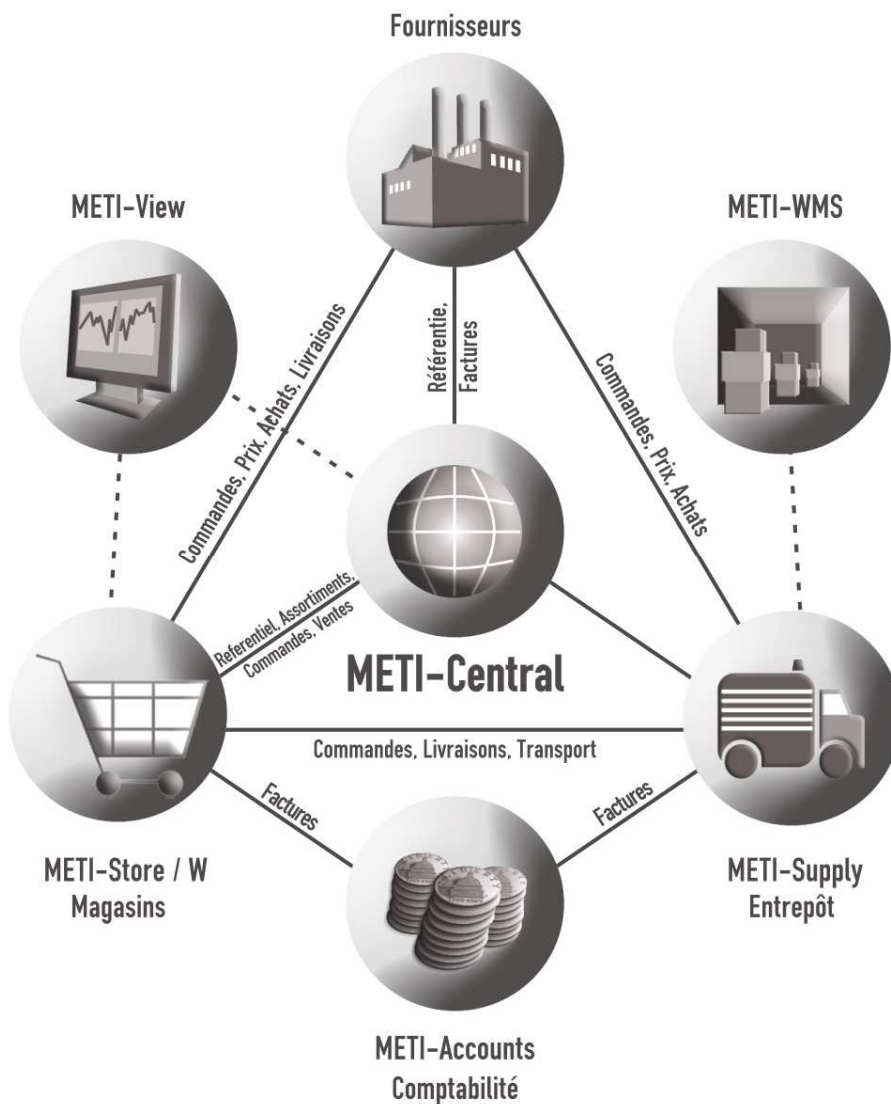 Fournisseurs
METI-View
METI-WMS
Commandes, Prix, Achats, Livraisons
Référentie,
Factures
Commandes, Prix, Achats
Referentiel, Assortiments,
Commandes, Ventes
METI-Central
Commandes, Livraisons, Transport
Factures
Factures
METI-Store / W
Magasins
METI-Supply
Entrepôt
METI-Accounts
Comptabilité